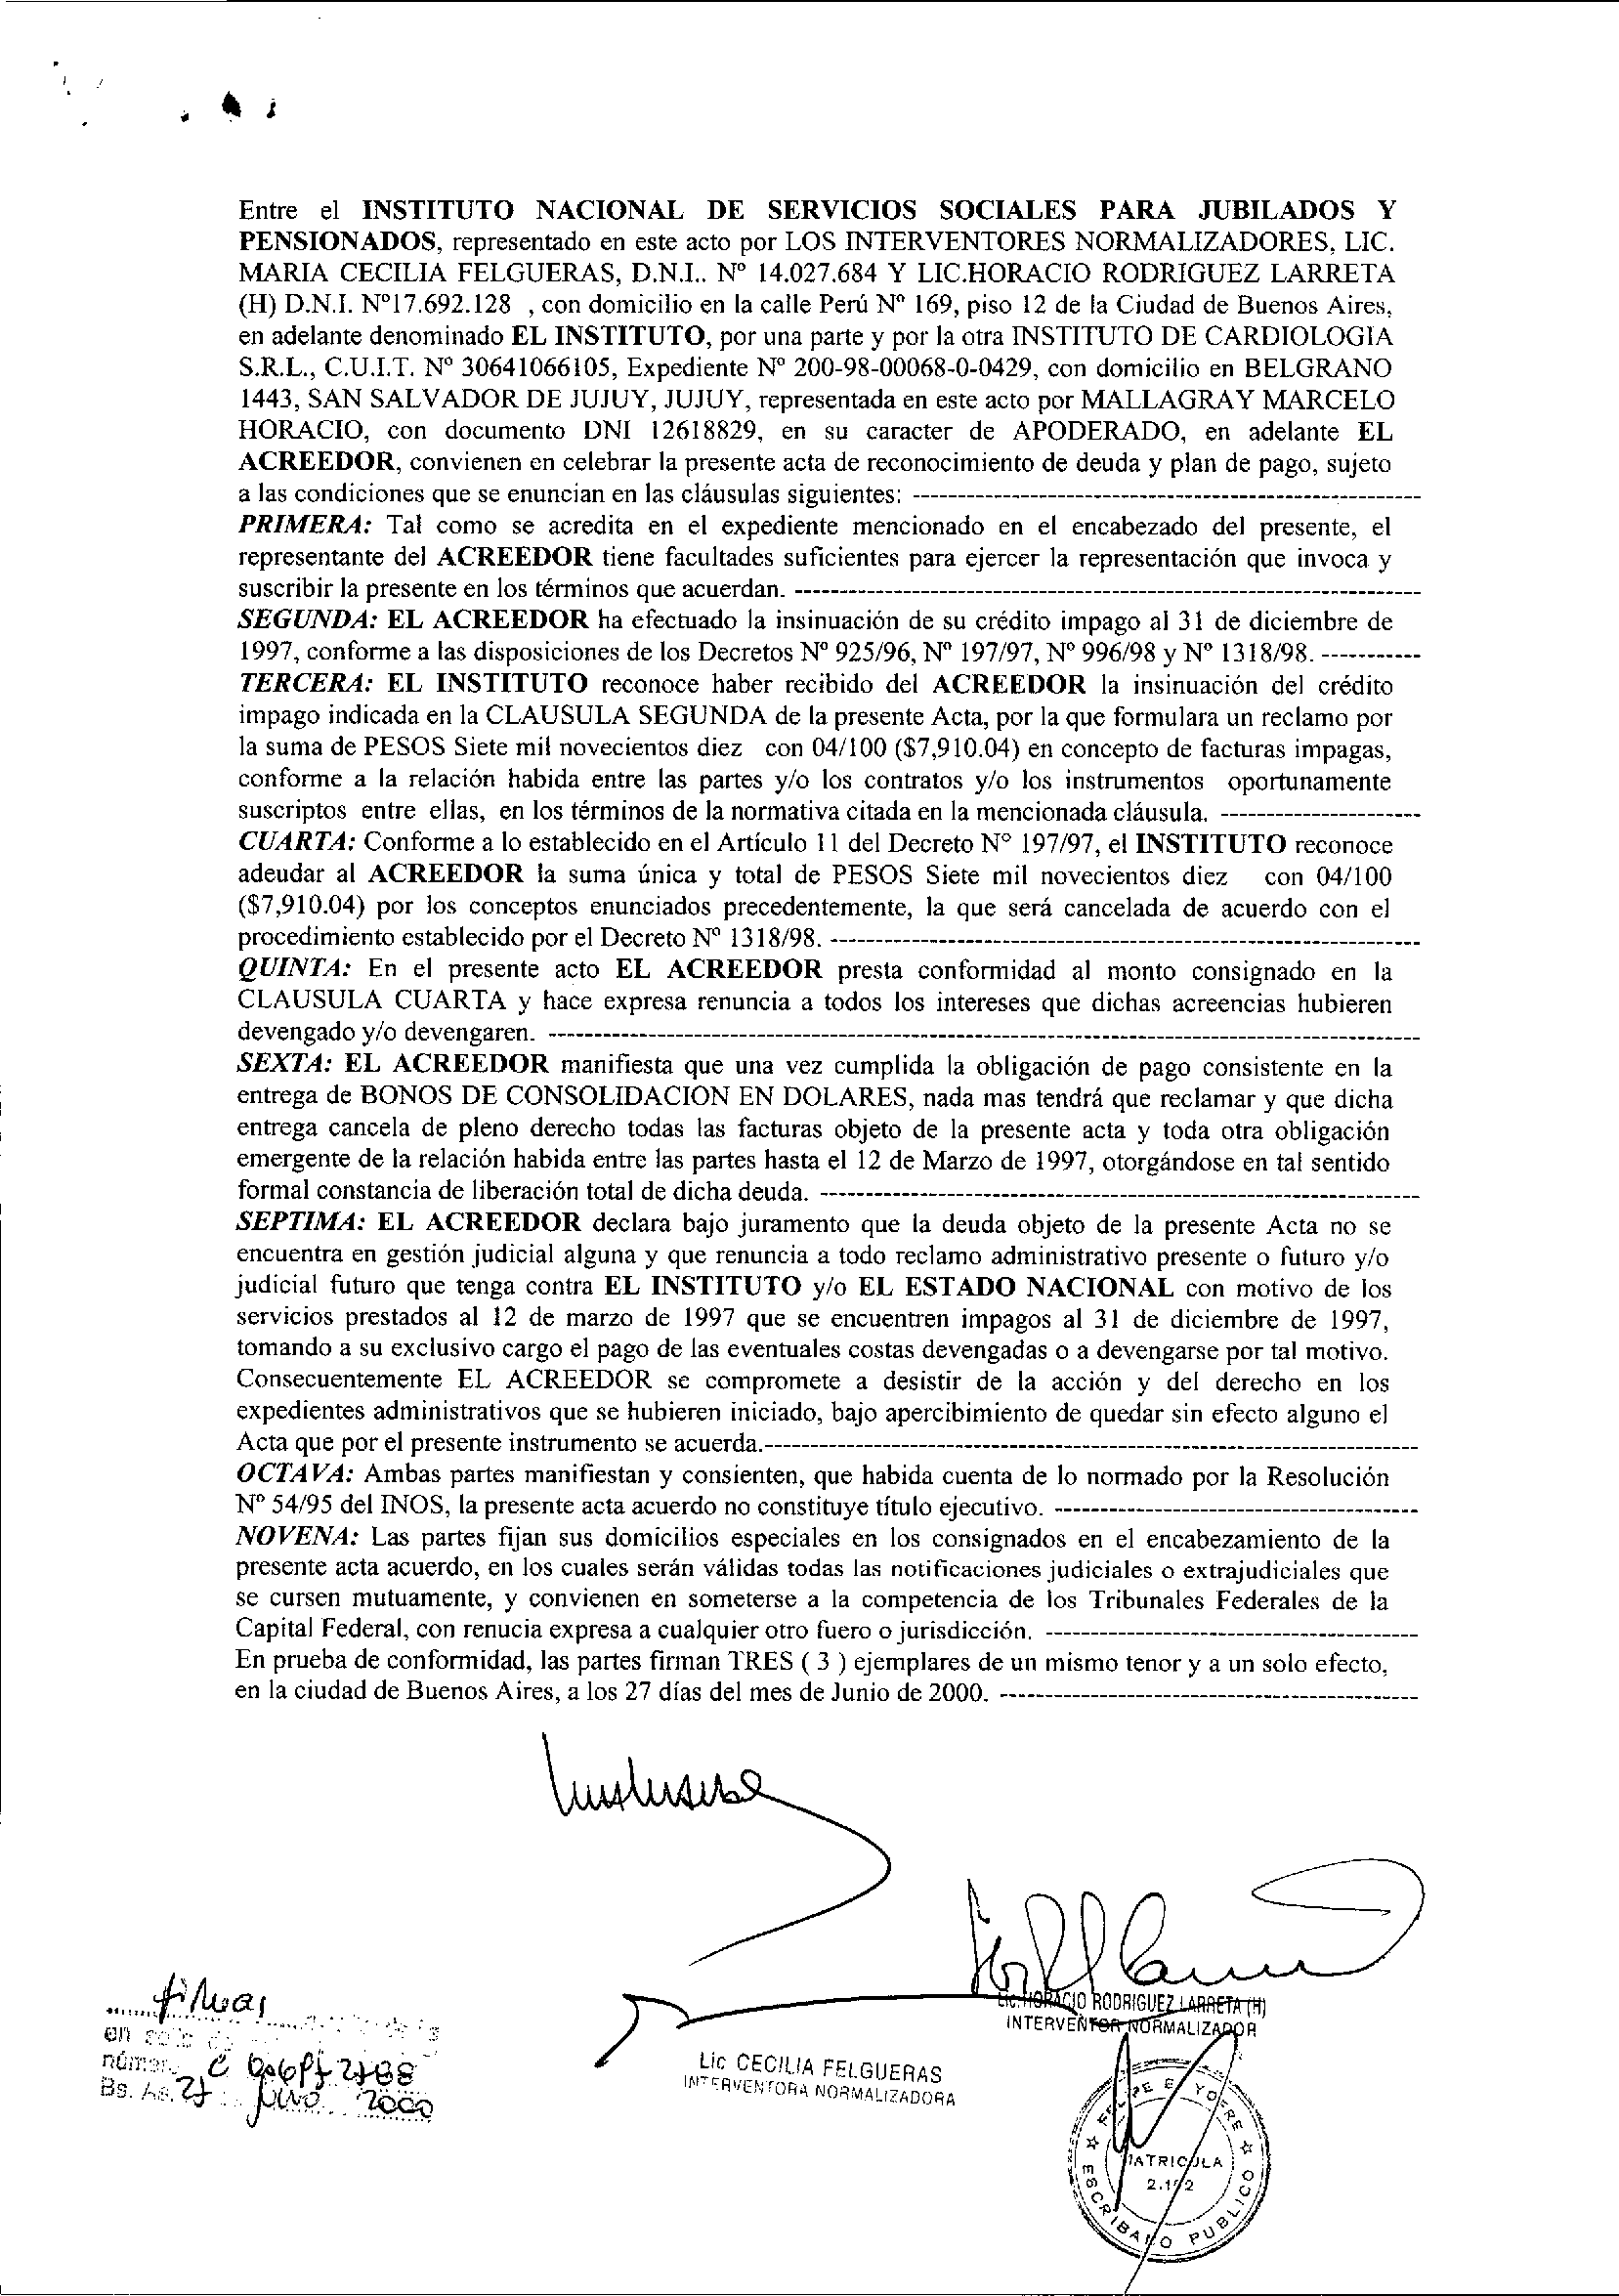 Entre el INSTITUTO NACIONAL DE SERVICIOS SOCIALES PARA JUBILADOS Y
PENSIONADOS, representado en este acto por LOS INTERVENTORES NORMALIZADORES, LIC.
MARIA CECILIA FELGUERAS, D.N.I.. Nº 14.027.684 Y LIC.HORACIO RODRIGUEZ LARRETA
(H) D.N.I. Nº17.692.128 , con domicilio en la calle Perú Nº 169, piso 12 de la Ciudad de Buenos Aires,
en adelante denominado EL INSTITUTO, por una parte y por la otra INSTITUTO DE CARDIOLOGIA
S.R.L., C.U.I.T. Nº 30641066105, Expediente Nº 200-98-00068-0-0429, con domicilio en BELGRANO
1443, SAN SALVADOR DE JUJUY, JUJUY, representada en este acto por MALLAGRAY MARCELO
HORACIO, con documento DNI 12618829, en su caracter de APODERADO, en adelante EL
ACREEDOR, convienen en celebrar la presente acta de reconocimiento de deuda y plan de pago, sujeto
a las condiciones que se enuncian en las cláusulas siguientes: ----------------------------------------------------------
PRIMERA: Tal como se acredita en el expediente mencionado en el encabezado del presente, el
representante del ACREEDOR tiene facultades suficientes para ejercer la representación que invoca y
suscribir la presente en los términos que acuerdan. ------------------------------------------------------------------------
SEGUNDA: EL ACREEDOR ha efectuado la insinuación de su crédito impago al 31 de diciembre de
1997, conforme a las disposiciones de los Decretos Nº 925/96, Nº 197/97, Nº 996/98 y Nº 1318/98. -----------
TERCERA: EL INSTITUTO reconoce haber recibido del ACREEDOR la insinuación del crédito
impago indicada en la CLAUSULA SEGUNDA de la presente Acta, por la que formulara un reclamo por
la suma de PESOS Siete mil novecientos diez con 04/100 ($7,910.04) en concepto de facturas impagas,
conforme a la relación habida entre las partes y/o los contratos y/o los instrumentos oportunamente
suscriptos entre ellas, en los términos de la normativa citada en la mencionada cláusula. -----------------------
CUARTA: Conforme a lo establecido en el Artículo 11 del Decreto Nº 197/97, el INSTITUTO reconoce
adeudar al ACREEDOR la suma única y total de PESOS Siete mil novecientos diez con 04/100
($7,910.04) por los conceptos enunciados precedentemente, la que será cancelada de acuerdo con el
procedimiento establecido por el Decreto Nº 1318/98. --------------------------------------------------------------------
QUINTA: En el presente acto EL ACREEDOR presta conformidad al monto consignado en la
CLAUSULA CUARTA y hace expresa renuncia a todos los intereses que dichas acreencias hubieren
devengado y/o devengaren. ----------------------------------------------------------------------------------------------------
SEXTA: EL ACREEDOR manifiesta que una vez cumplida la obligación de pago consistente en la
entrega de BONOS DE CONSOLIDACION EN DOLARES, nada mas tendrá que reclamar y que dicha
entrega cancela de pleno derecho todas las facturas objeto de la presente acta y toda otra obligación
emergente de la relación habida entre las partes hasta el 12 de Marzo de 1997, otorgándose en tal sentido
formal constancia de liberación total de dicha deuda. ---------------------------------------------------------------------
SEPTIMA: EL ACREEDOR declara bajo juramento que la deuda objeto de la presente Acta no se
encuentra en gestión judicial alguna y que renuncia a todo reclamo administrativo presente o futuro y/o
judicial futuro que tenga contra EL INSTITUTO y/o EL ESTADO NACIONAL con motivo de los
servicios prestados al 12 de marzo de 1997 que se encuentren impagos al 31 de diciembre de 1997,
tomando a su exclusivo cargo el pago de las eventuales costas devengadas o a devengarse por tal motivo.
Consecuentemente EL ACREEDOR se compromete a desistir de la acción y del derecho en los
expedientes administrativos que se hubieren iniciado, bajo apercibimiento de quedar sin efecto alguno el
Acta que por el presente instrumento se acuerda.---------------------------------------------------------------------------
OCTAVA: Ambas partes manifiestan y consienten, que habida cuenta de lo normado por la Resolución
Nº 54/95 del INOS, la presente acta acuerdo no constituye título ejecutivo. -----------------------------------------
NOVENA: Las partes fijan sus domicilios especiales en los consignados en el encabezamiento de la
presente acta acuerdo, en los cuales serán válidas todas las notificaciones judiciales o extrajudiciales que
se cursen mutuamente, y convienen en someterse a la competencia de los Tribunales Federales de la
Capital Federal, con renucia expresa a cualquier otro fuero o jurisdicción. ------------------------------------------
En prueba de conformidad, las partes firman TRES ( 3 ) ejemplares de un mismo tenor y a un solo efecto,
en la ciudad de Buenos Aires, a los 27 días del mes de Junio de 2000. -----------------------------------------------
LIC. HORACIO RODRIGUEZ LARRETA (H)
INTERVENTOR NORMALIZADOR
Lic CECILIA FELGUERAS
INTERVENTORA NORMALIZADORA
firmas
en
Bs. As. 27 2000
FELIPE E. YOFRE
MATRICULA
ESCRIBANO PUBLICO